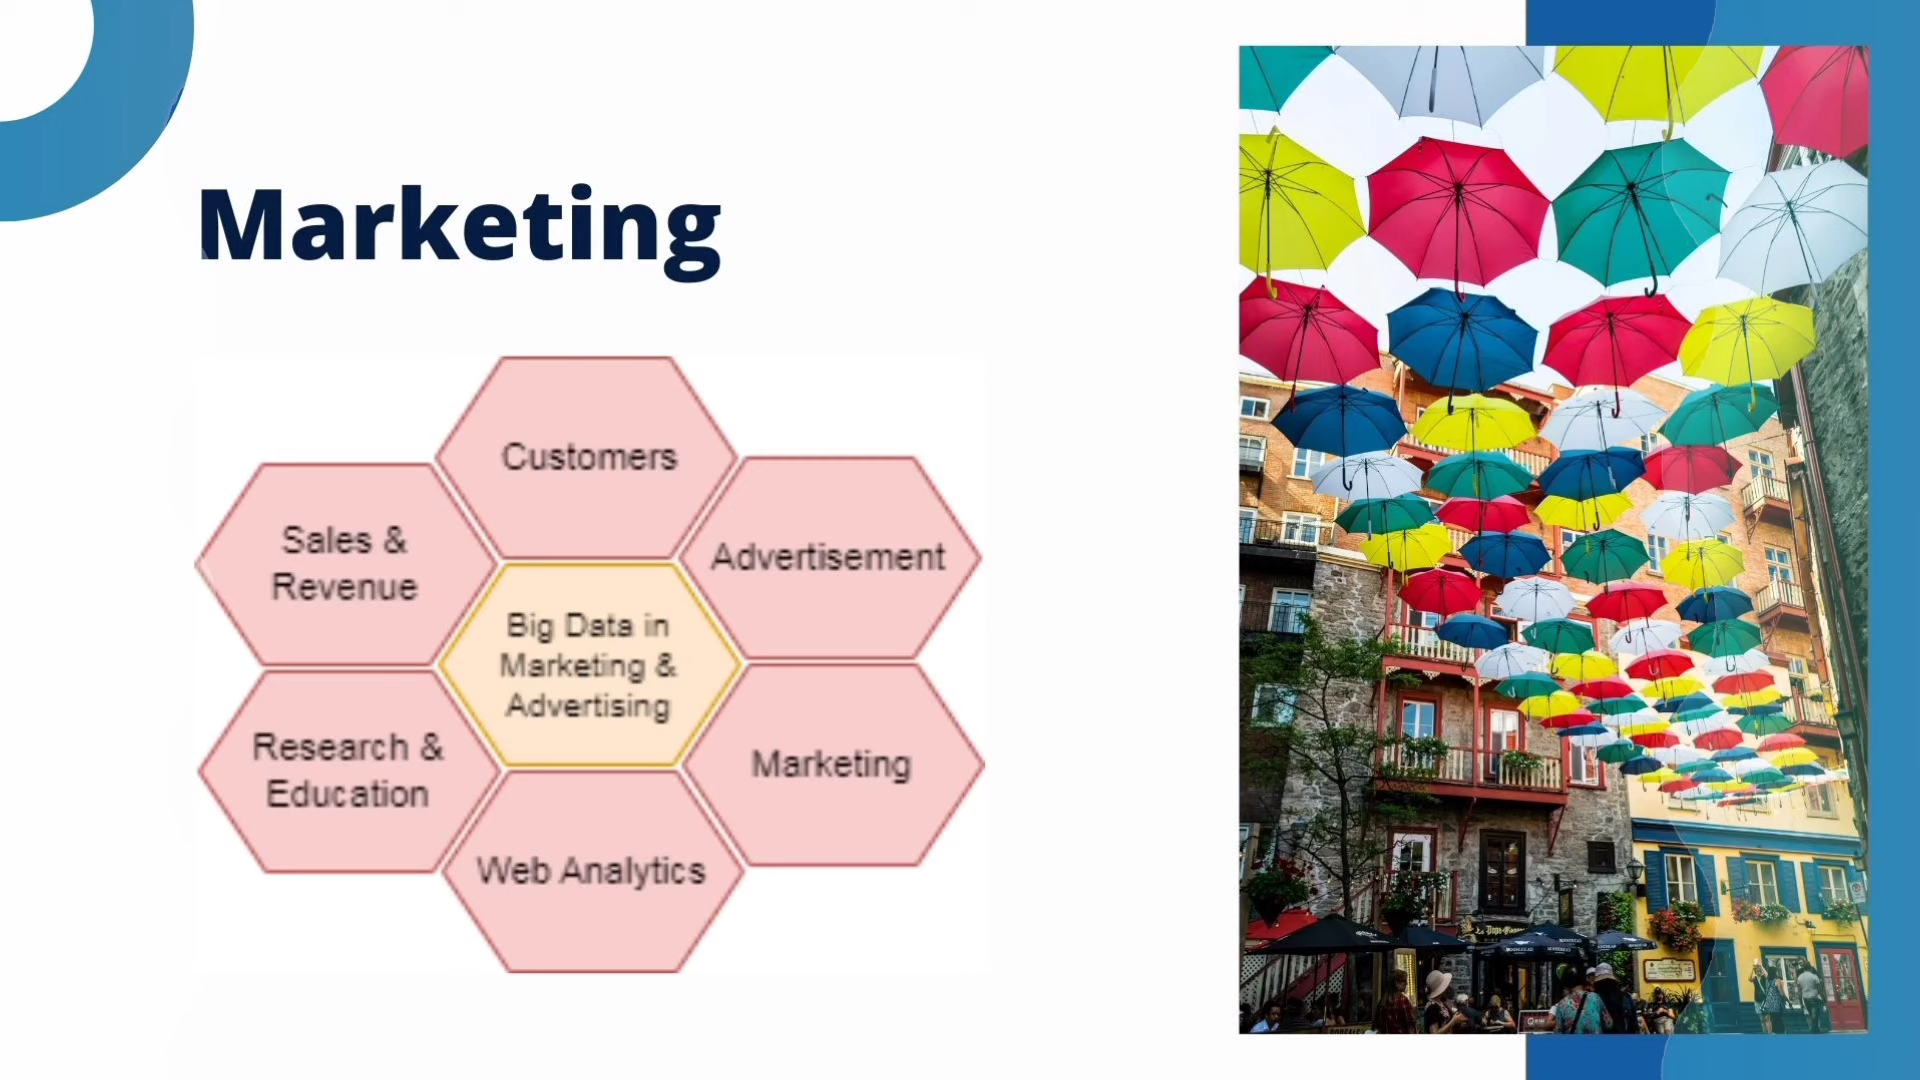 Marketing
Customers
Sales &
Revenue
Advertisement
Big Data in
Marketing &
Advertising
Research &
Education
Marketing
Web Analytics